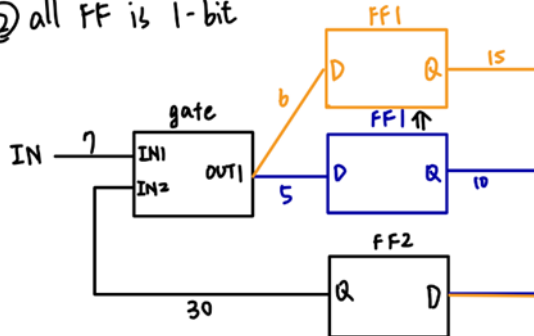 ② all FF is 1-bit
FF1
D Q 15
6
gate
FF1 ⇑
IN 7 IN1 OUT1 5 D Q 10
IN2
FF2
30 Q D